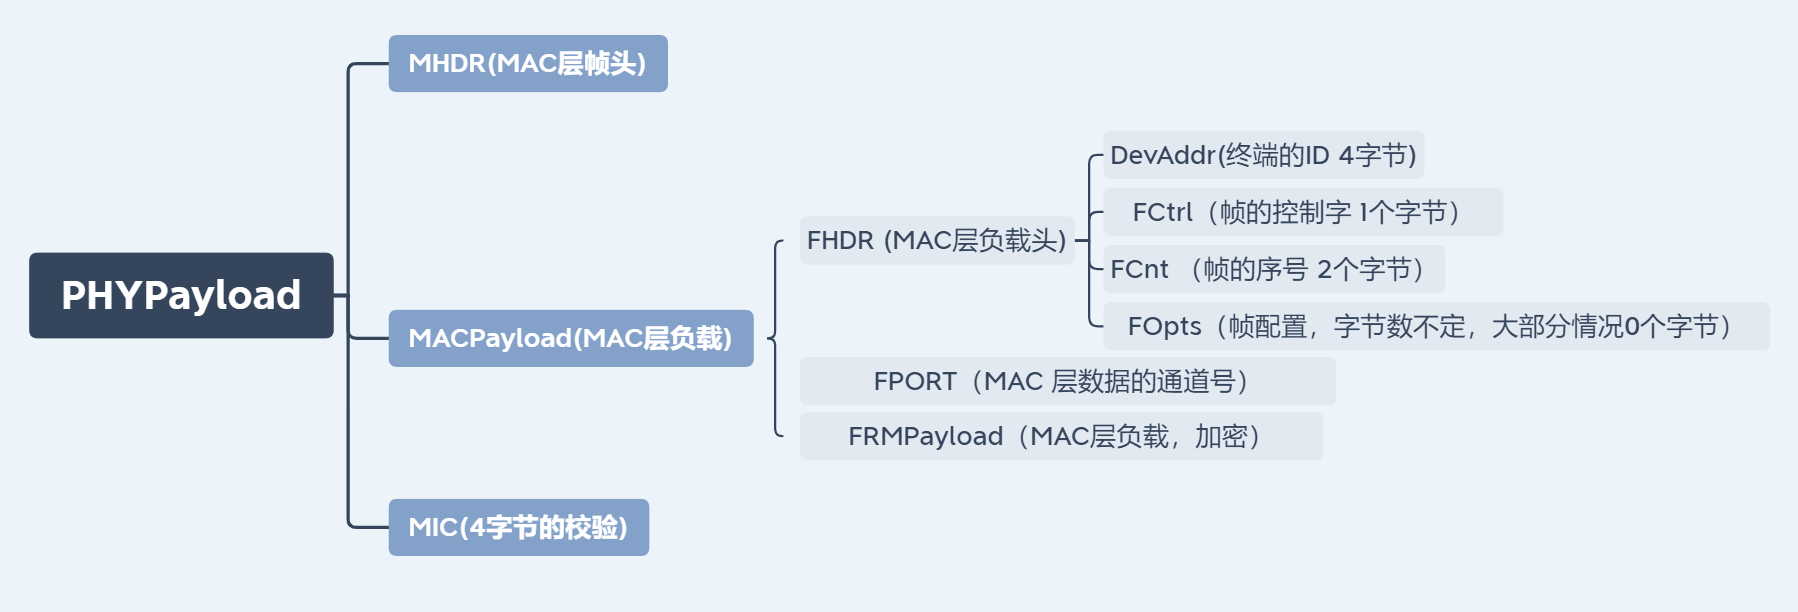 PHYPayload
MHDR(MAC层帧头)
MACPayload(MAC层负载)
FHDR (MAC层负载头)
DevAddr(终端的ID 4字节)
FCtrl（帧的控制字 1个字节）
FCnt （帧的序号 2个字节）
FOpts（帧配置，字节数不定，大部分情况0个字节）
FPORT（MAC 层数据的通道号）
FRMPayload（MAC层负载，加密）
MIC(4字节的校验)